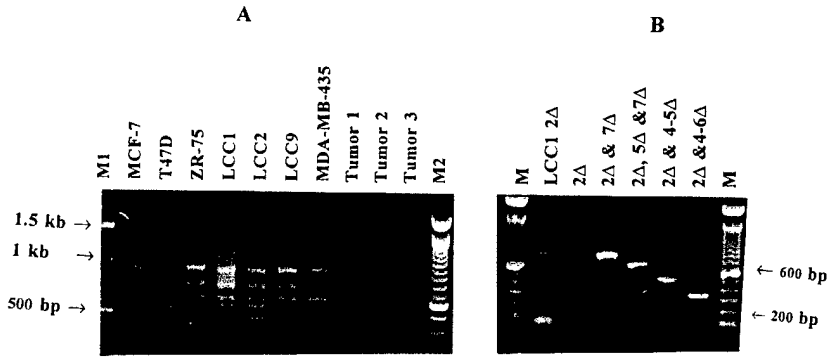 A
M1
MCF-7
T47D
ZR-75
LCC1
LCC2
LCC9
MDA-MB-435
Tumor 1
Tumor 2
Tumor 3
M2
1.5 kb →
1 kb →
500 bp →
B
M
LCC1 2Δ
2Δ
2Δ & 7Δ
2Δ, 5Δ &7Δ
2Δ & 4-5Δ
2Δ &4-6Δ
M
← 600 bp
← 200 bp